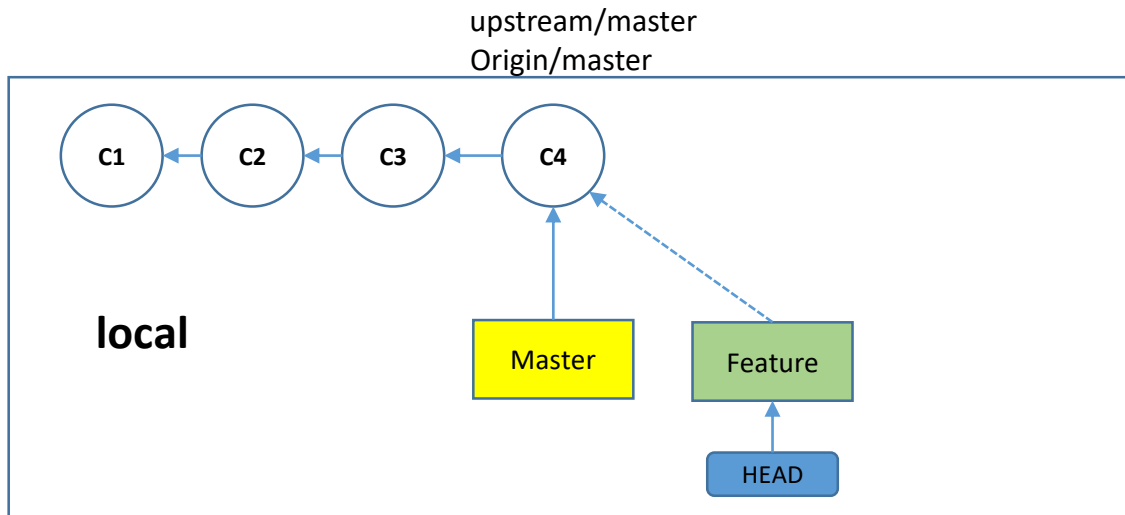 upstream/master
Origin/master
C1
C2
C3
C4
local
Master
Feature
HEAD